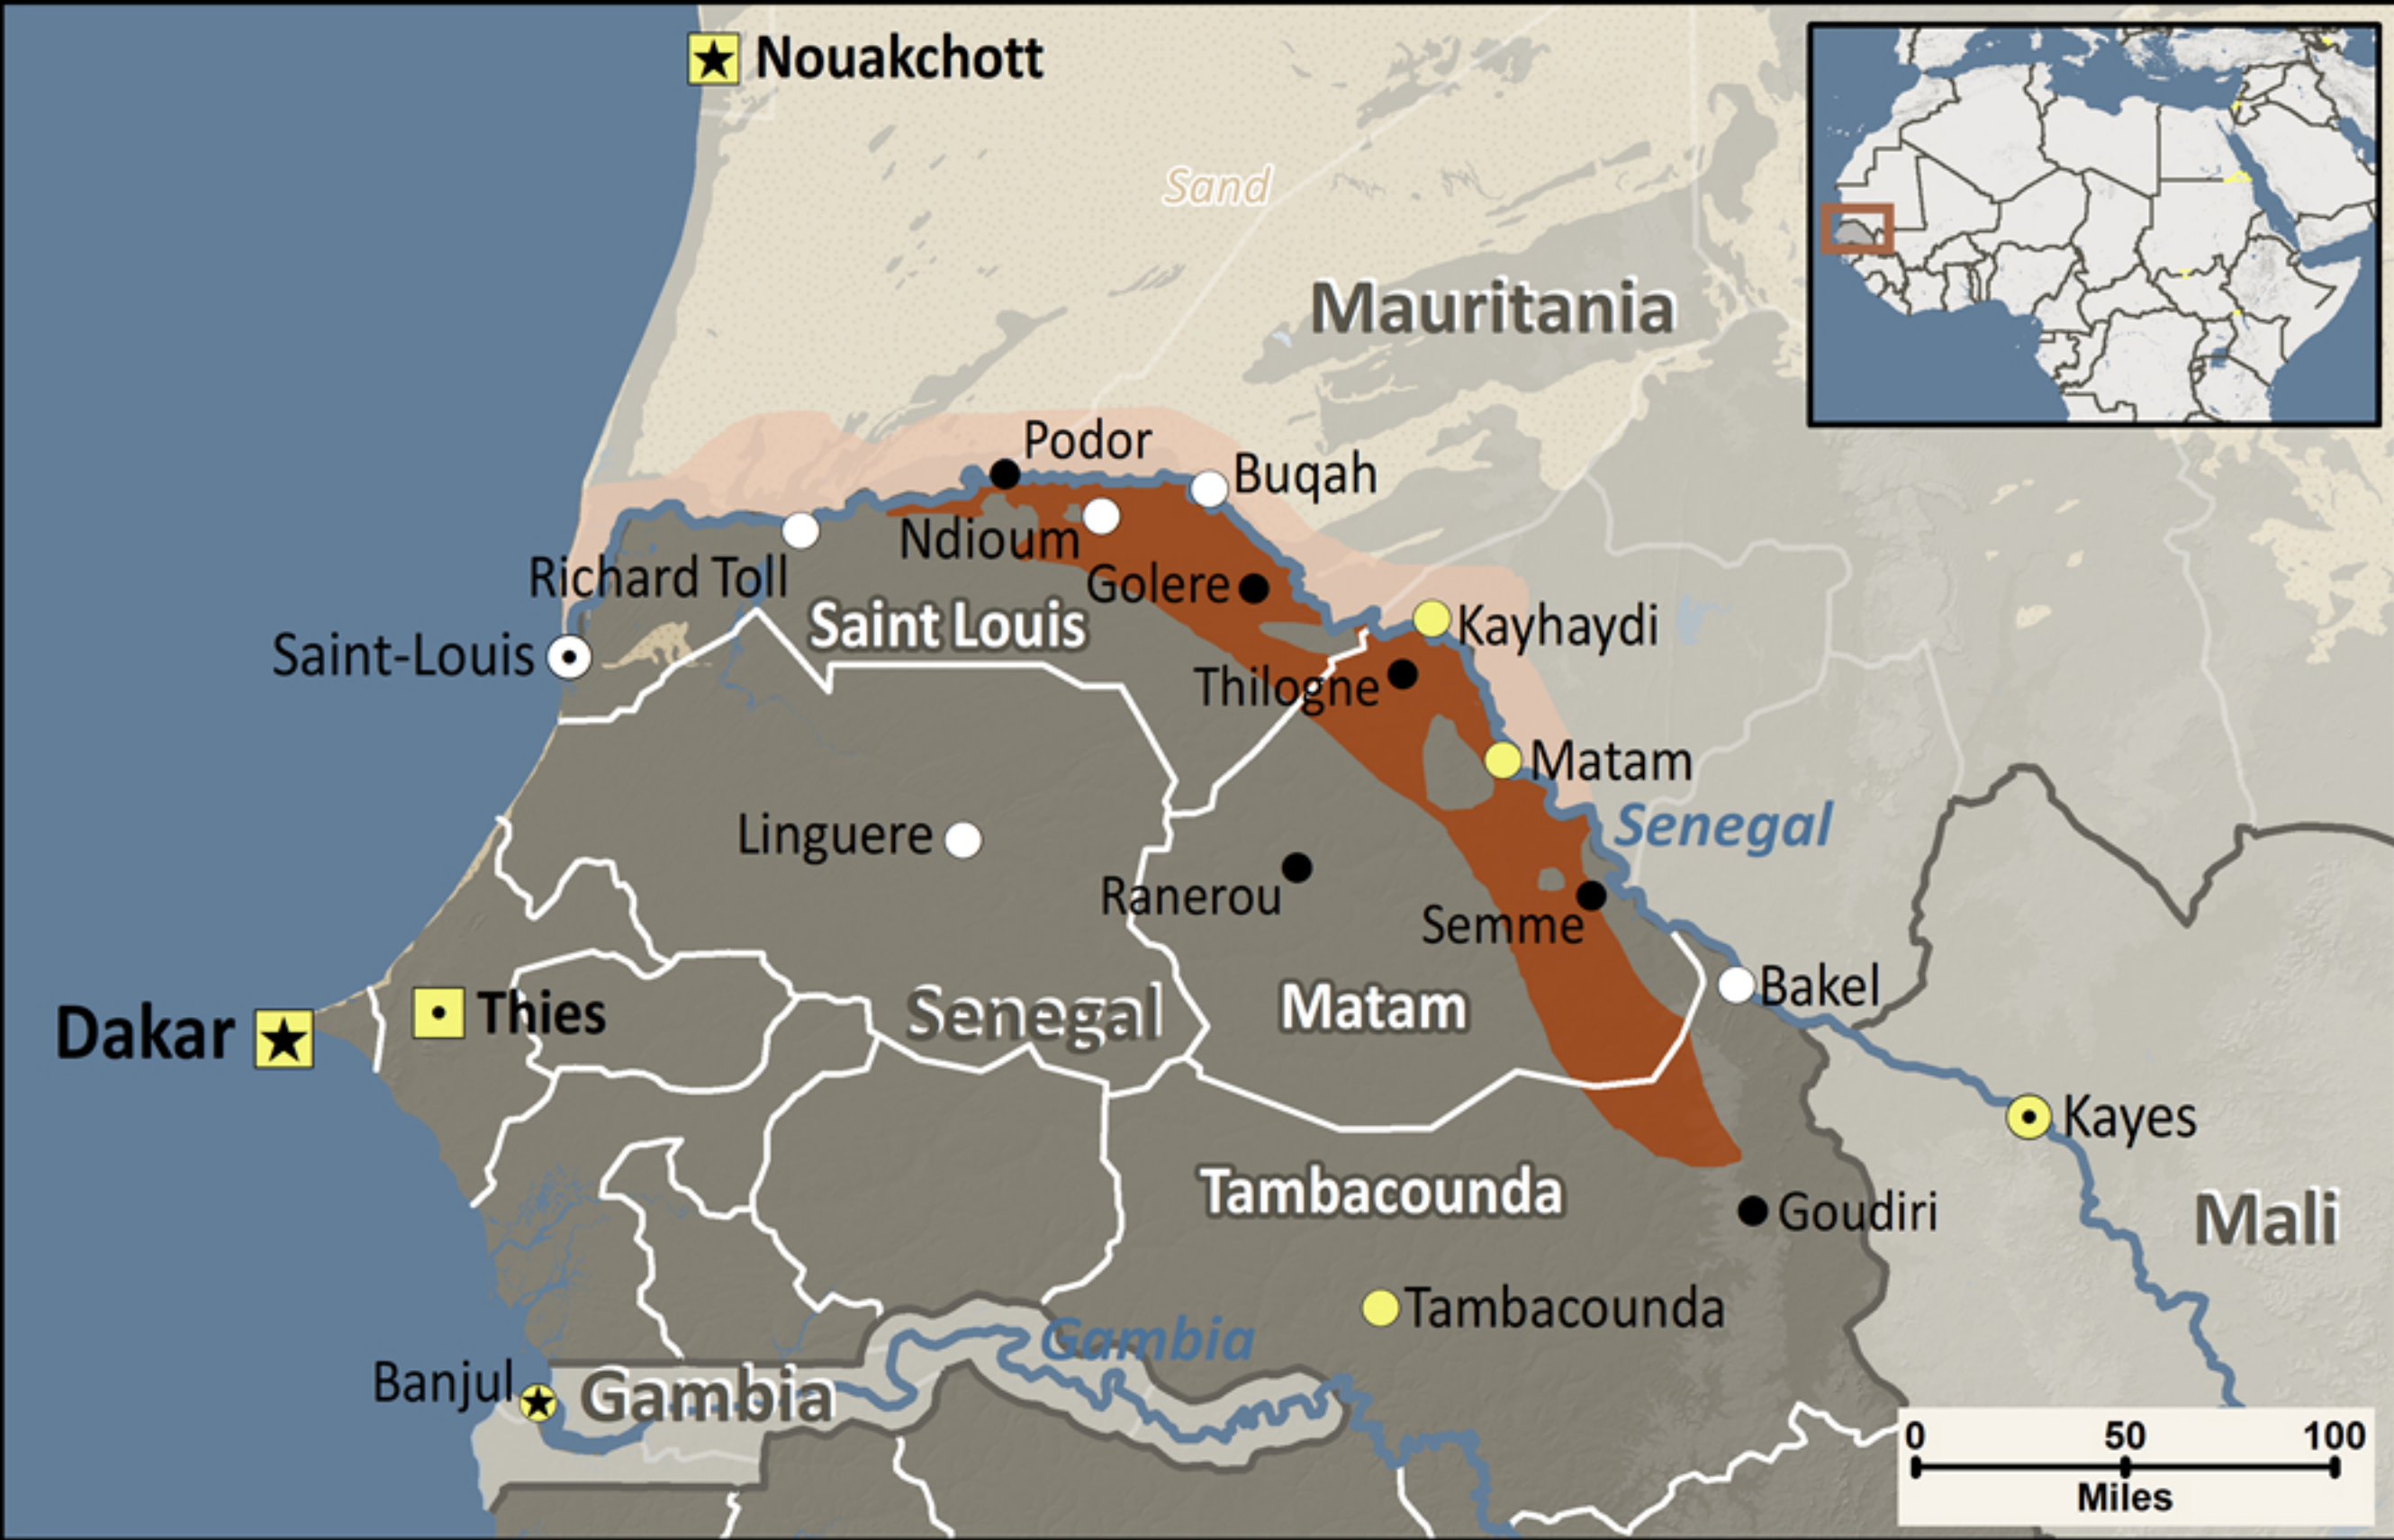 Nouakchott
Sand
Mauritania
Podor
Buqah
Ndioum
Richard Toll
Golere
Saint Louis
Kayhaydi
Saint-Louis
Thilogne
Matam
Senegal
Linguere
Ranerou
Semme
Bakel
Dakar
Thies
Senegal
Matam
Kayes
Tambacounda
Goudiri
Mali
Tambacounda
Gambia
Banjul
Gambia
0 50 100
Miles